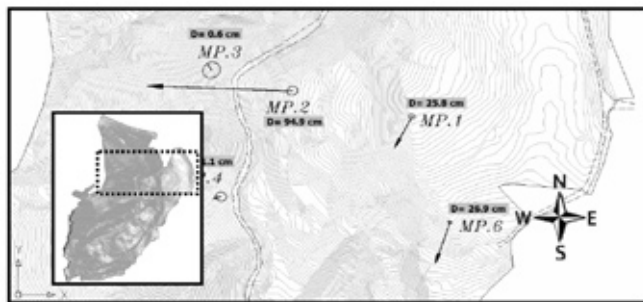 D= 0.6 cm
MP.3
MP.2
D= 94.9 cm
D= 25.8 cm
MP.1
.1 cm
.4
D= 26.9 cm
MP.6
N
W E
S
Y
X